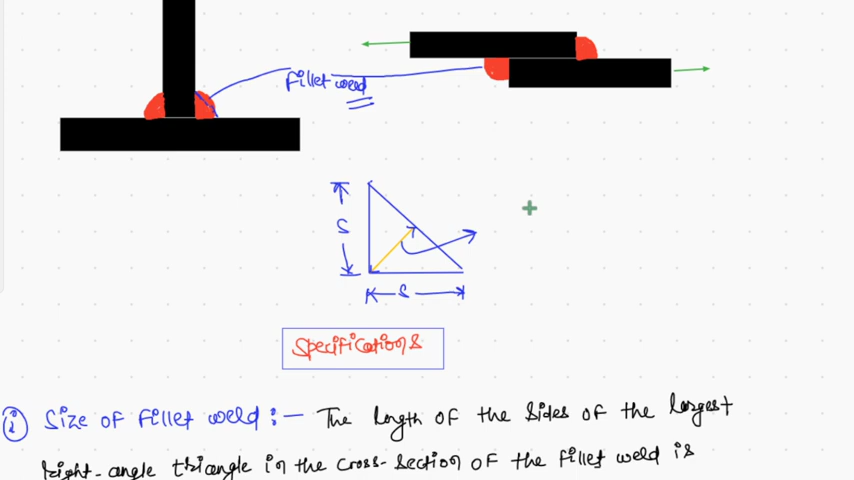 Fillet weld
S
S
Specifications
(i) Size of fillet weld :— The length of the sides of the largest
right-angle triangle in the cross-section of the fillet weld is